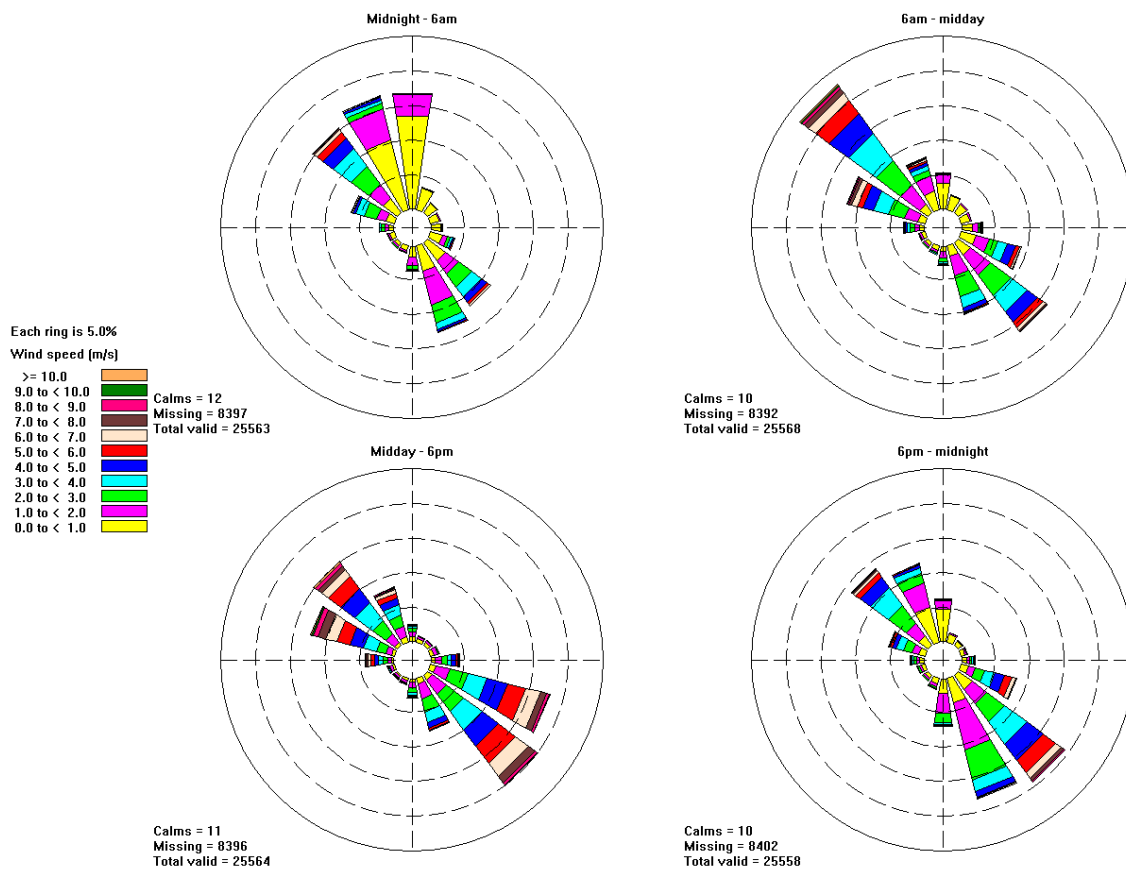 Midnight - 6am
6am - midday
Each ring is 5.0%
Wind speed (m/s)
>= 10.0
9.0 to < 10.0
8.0 to < 9.0
7.0 to < 8.0
6.0 to < 7.0
5.0 to < 6.0
4.0 to < 5.0
3.0 to < 4.0
2.0 to < 3.0
1.0 to < 2.0
0.0 to < 1.0
Calms = 12
Missing = 8397
Total valid = 25563
Calms = 10
Missing = 8392
Total valid = 25568
Midday - 6pm
6pm - midnight
Calms = 11
Missing = 8396
Total valid = 25564
Calms = 10
Missing = 8402
Total valid = 25558